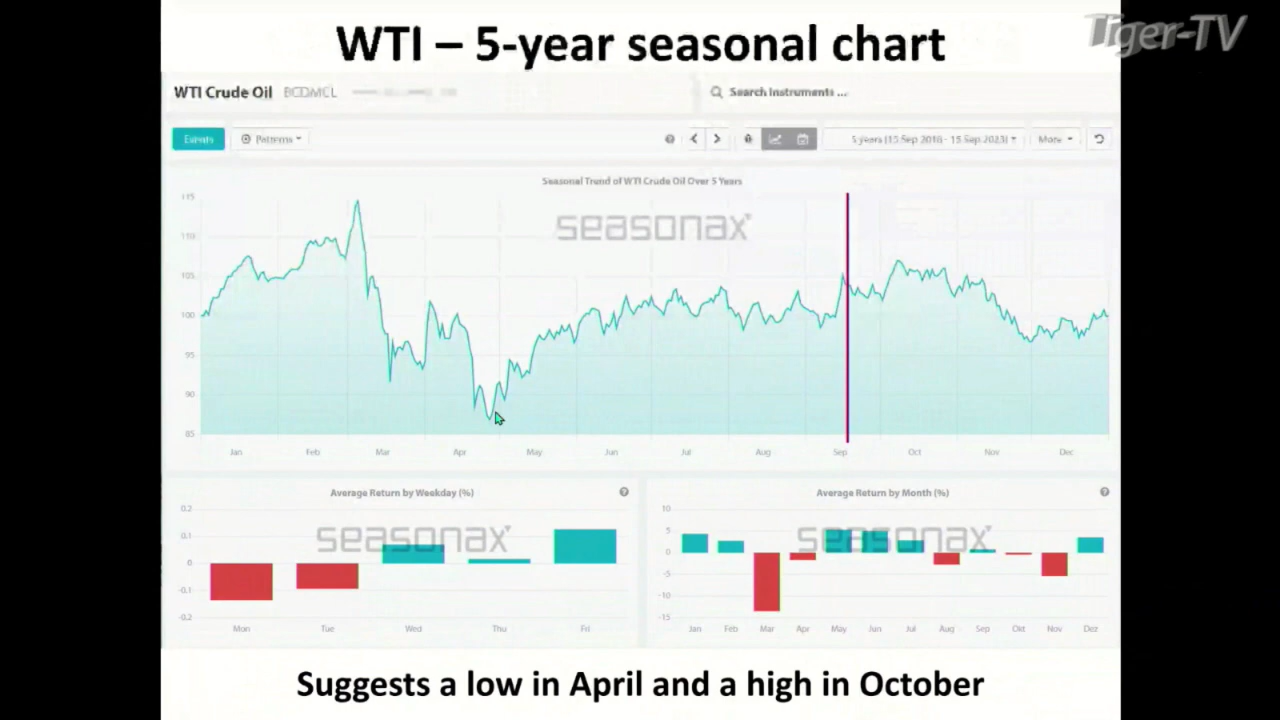 WTI – 5-year seasonal chart
Tiger-TV
WTI Crude Oil
Search Instruments ...
Events
Patterns
5 years (15 Sep 2018 - 15 Sep 2023)
More
Seasonal Trend of WTI Crude Oil Over 5 Years
seasonax
115
110
105
100
95
90
85
Jan Feb Mar Apr May Jun Jul Aug Sep Oct Nov Dec
Average Return by Weekday (%)
seasonax
0.2
0.1
0
-0.1
-0.2
Mon Tue Wed Thu Fri
Average Return by Month (%)
seasonax
10
5
0
-5
-10
-15
Jan Feb Mar Apr May Jun Jul Aug Sep Okt Nov Dez
Suggests a low in April and a high in October